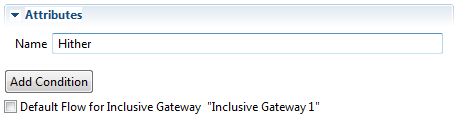 Attributes
Name Hither
Add Condition
Default Flow for Inclusive Gateway "Inclusive Gateway 1"